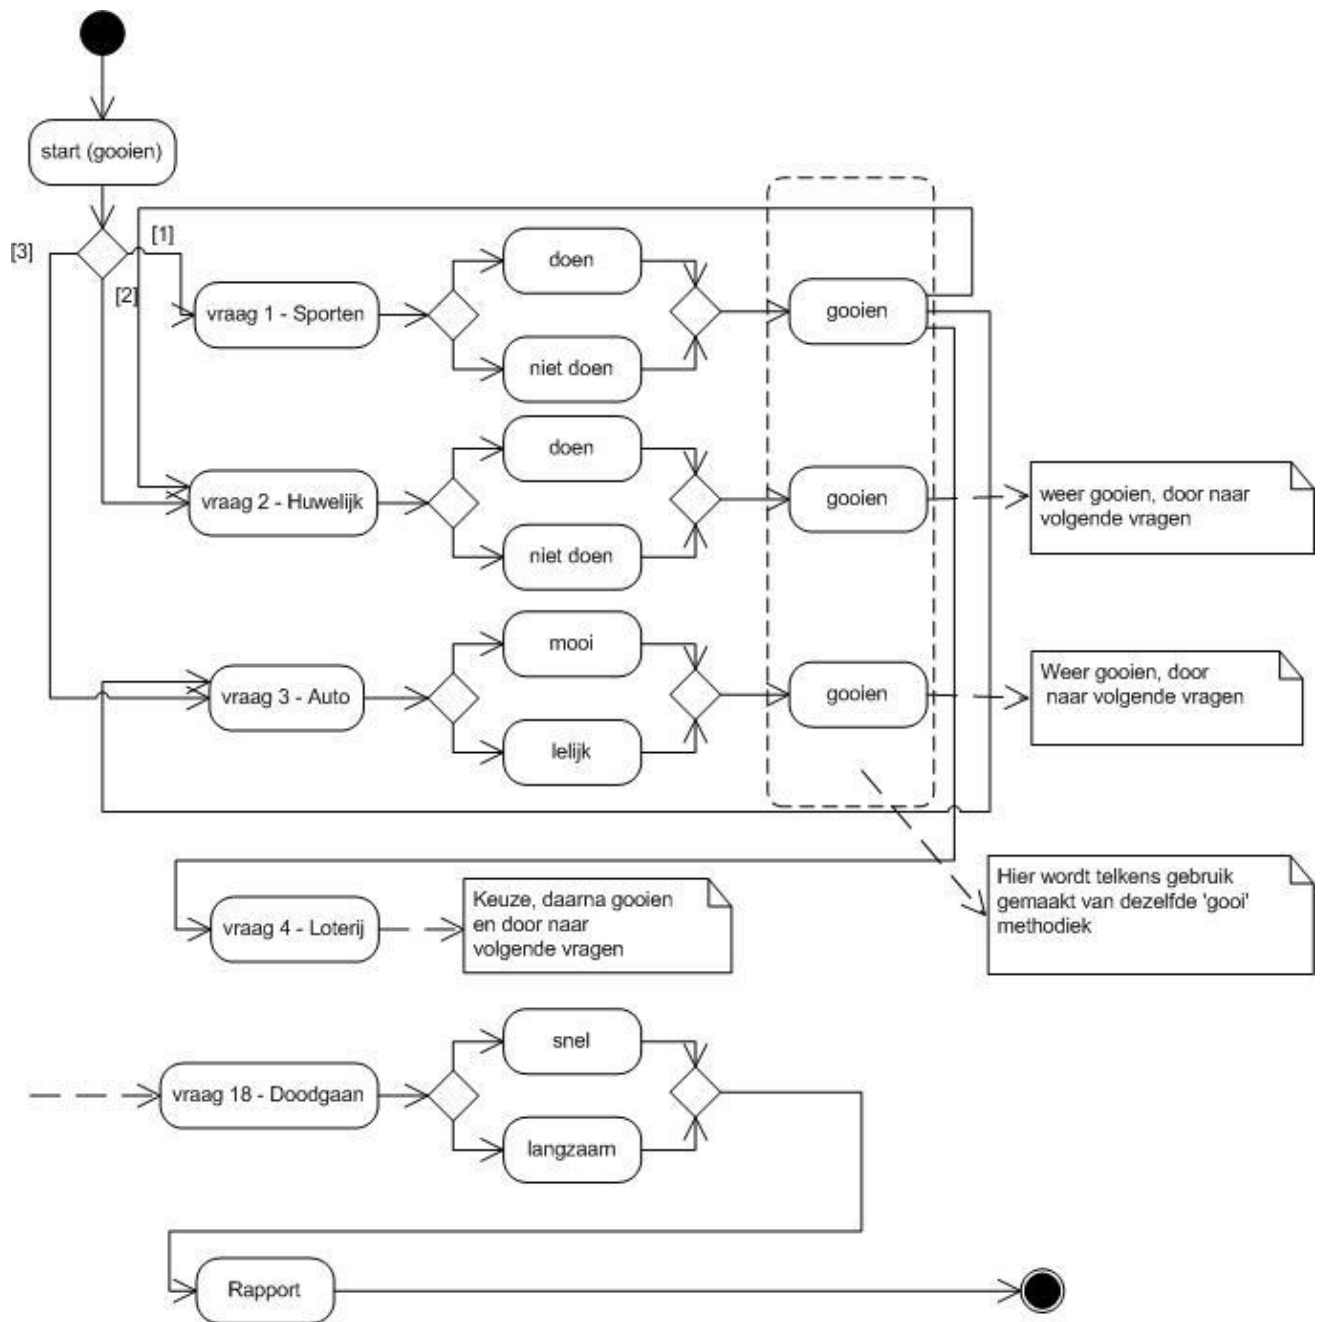 start (gooien)
[3]
[1]
[2]
vraag 1 - Sporten
doen
niet doen
gooien
vraag 2 - Huwelijk
doen
niet doen
gooien
weer gooien, door naar
volgende vragen
vraag 3 - Auto
mooi
lelijk
gooien
Weer gooien, door
naar volgende vragen
vraag 4 - Loterij
Keuze, daarna gooien
en door naar
volgende vragen
Hier wordt telkens gebruik
gemaakt van dezelfde 'gooi'
methodiek
vraag 18 - Doodgaan
snel
langzaam
Rapport